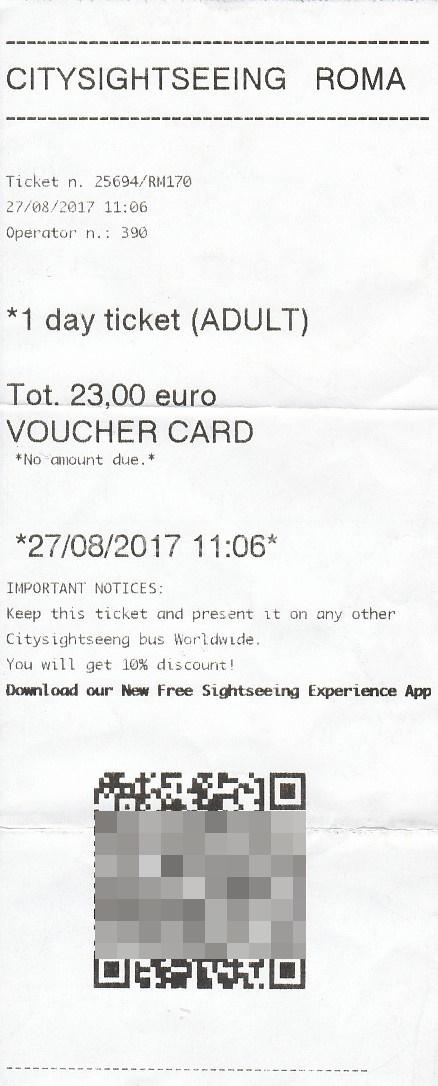 CITYSIGHTSEEING ROMA
Ticket n. 25694/RM170
27/08/2017 11:06
Operator n.: 390
*1 day ticket (ADULT)
Tot. 23,00 euro
VOUCHER CARD
*No amount due.*
*27/08/2017 11:06*
IMPORTANT NOTICES:
Keep this ticket and present it on any other
Citysightseeng bus Worldwide.
You will get 10% discount!
Download our New Free Sightseeing Experience App